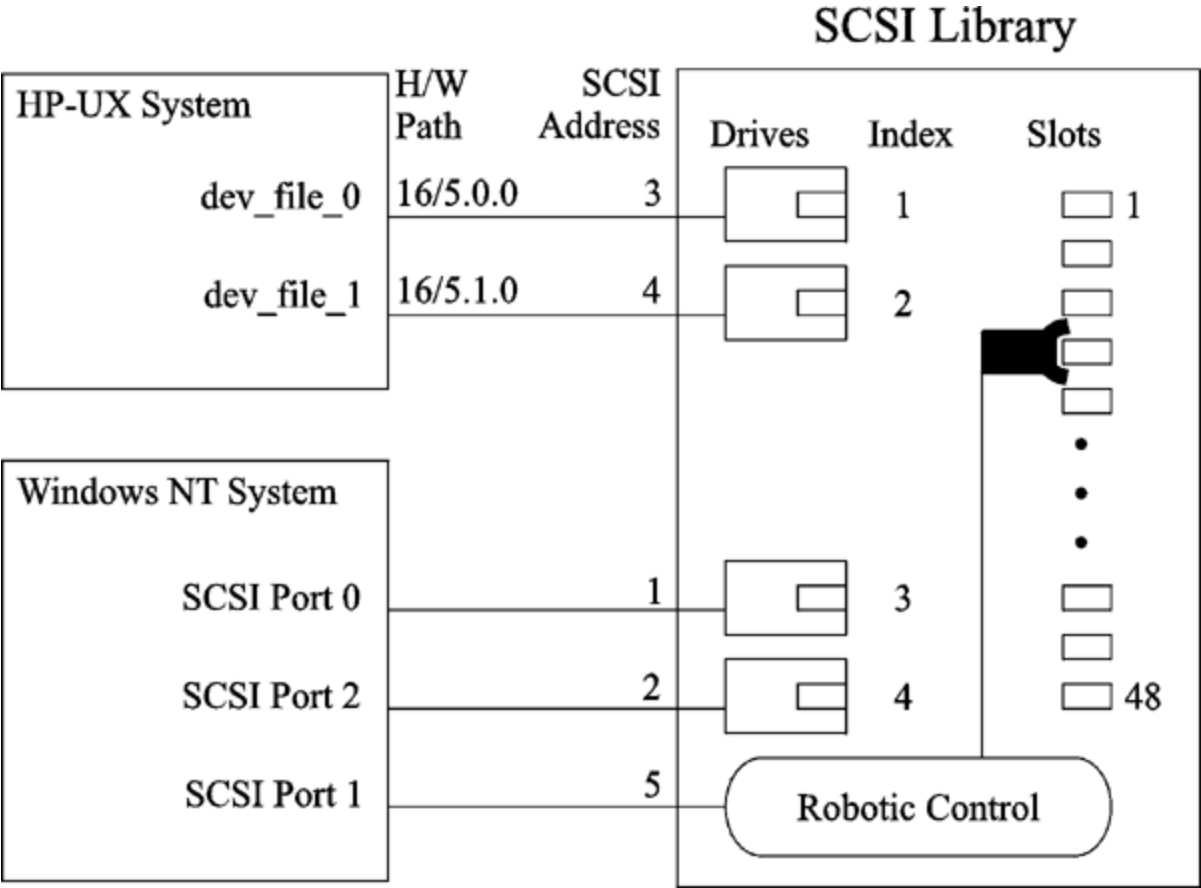 SCSI Library
HP-UX System
H/W Path
SCSI Address
Drives Index Slots
dev_file_0 16/5.0.0 3 1 1
dev_file_1 16/5.1.0 4 2
Windows NT System
SCSI Port 0 1 3
SCSI Port 2 2 4 48
SCSI Port 1 5 Robotic Control